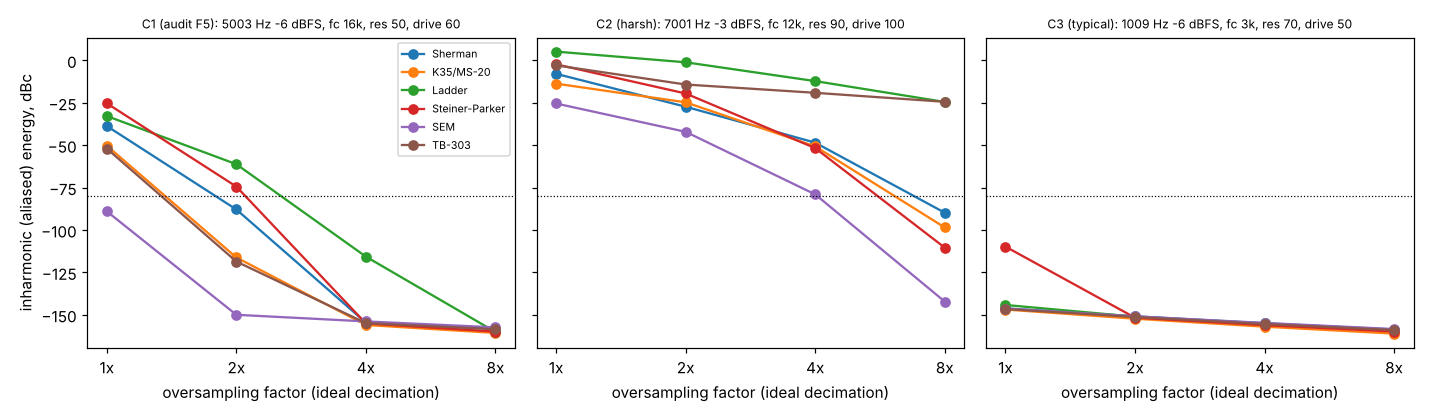 C1 (audit F5): 5003 Hz -6 dBFS, fc 16k, res 50, drive 60
C2 (harsh): 7001 Hz -3 dBFS, fc 12k, res 90, drive 100
C3 (typical): 1009 Hz -6 dBFS, fc 3k, res 70, drive 50
inharmonic (aliased) energy, dBc
0
−25
−50
−75
−100
−125
−150
Sherman
K35/MS-20
Ladder
Steiner-Parker
SEM
TB-303
1x
2x
4x
8x
oversampling factor (ideal decimation)
1x
2x
4x
8x
oversampling factor (ideal decimation)
1x
2x
4x
8x
oversampling factor (ideal decimation)